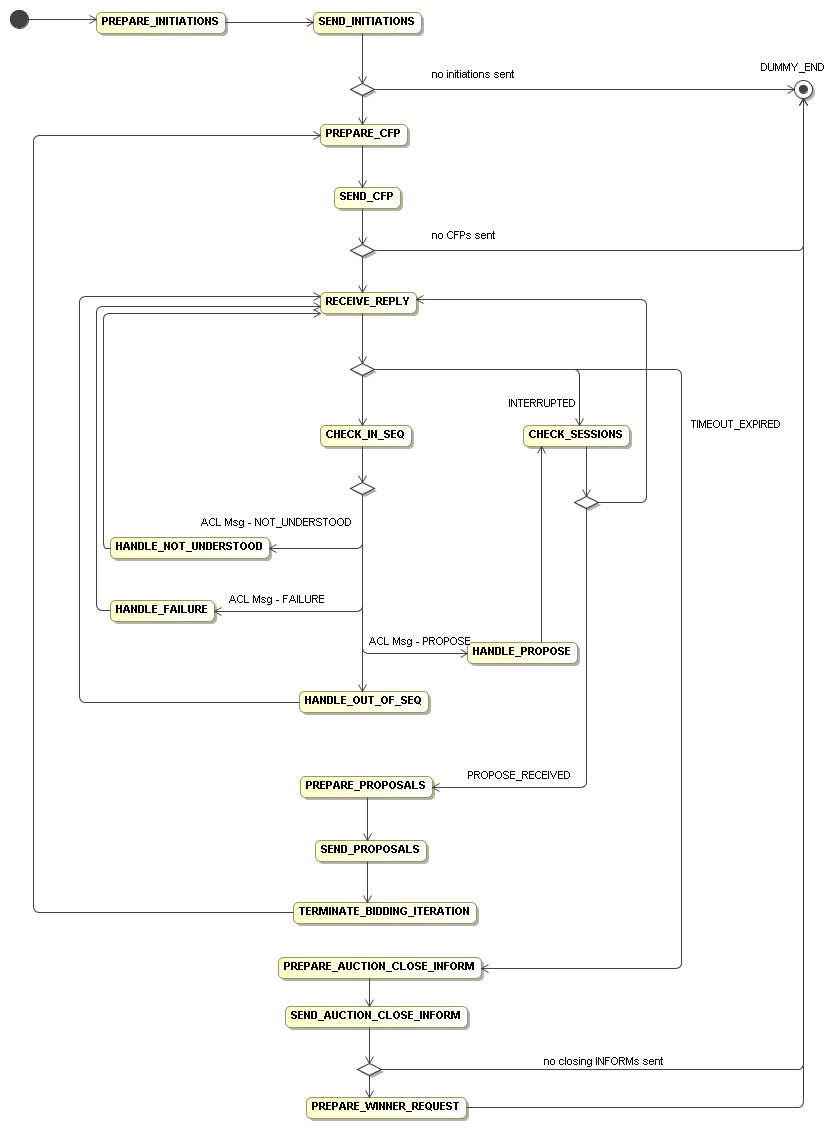 PREPARE_INITIATIONS
SEND_INITIATIONS
DUMMY_END
no initiations sent
PREPARE_CFP
SEND_CFP
no CFPs sent
RECEIVE_REPLY
INTERRUPTED
TIMEOUT_EXPIRED
CHECK_IN_SEQ
CHECK_SESSIONS
ACL Msg - NOT_UNDERSTOOD
HANDLE_NOT_UNDERSTOOD
ACL Msg - FAILURE
HANDLE_FAILURE
ACL Msg - PROPOSE
HANDLE_PROPOSE
HANDLE_OUT_OF_SEQ
PROPOSE_RECEIVED
PREPARE_PROPOSALS
SEND_PROPOSALS
TERMINATE_BIDDING_ITERATION
PREPARE_AUCTION_CLOSE_INFORM
SEND_AUCTION_CLOSE_INFORM
no closing INFORMs sent
PREPARE_WINNER_REQUEST